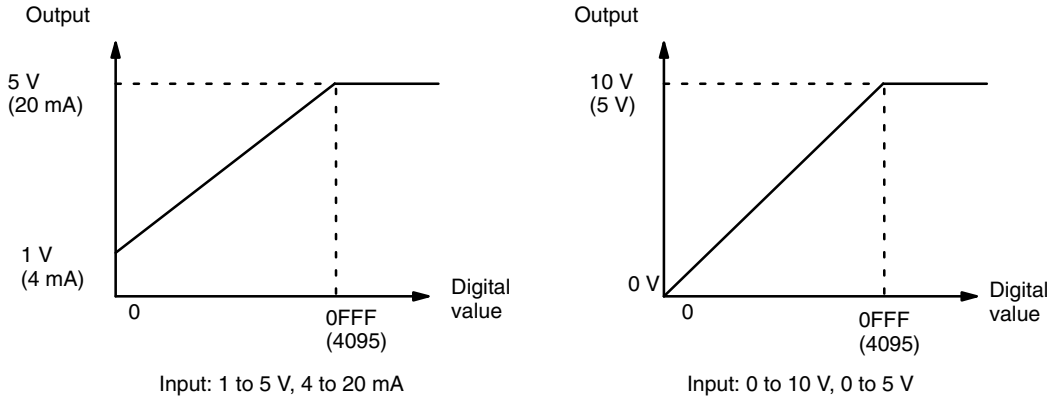 Output
5 V
(20 mA)
1 V
(4 mA)
0
0FFF
(4095)
Digital
value
Input: 1 to 5 V, 4 to 20 mA
Output
10 V
(5 V)
0 V
0
0FFF
(4095)
Digital
value
Input: 0 to 10 V, 0 to 5 V